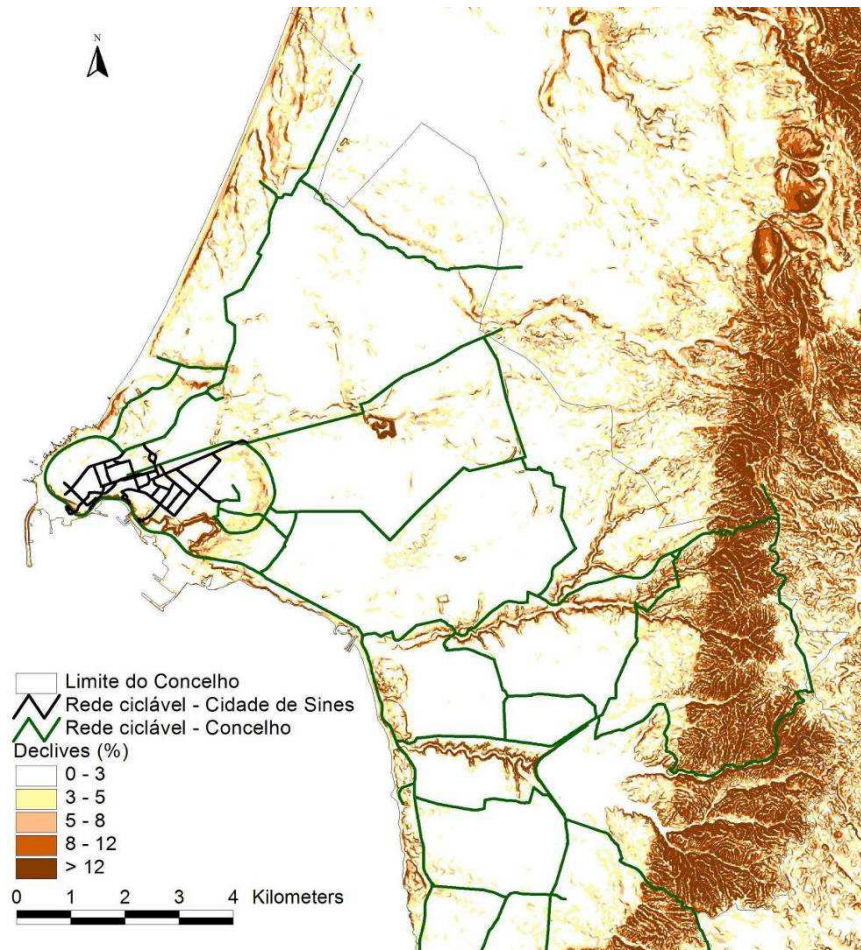 N
Limite do Concelho
Rede ciclável - Cidade de Sines
Rede ciclável - Concelho
Declives (%)
0 - 3
3 - 5
5 - 8
8 - 12
> 12
0 1 2 3 4 Kilometers